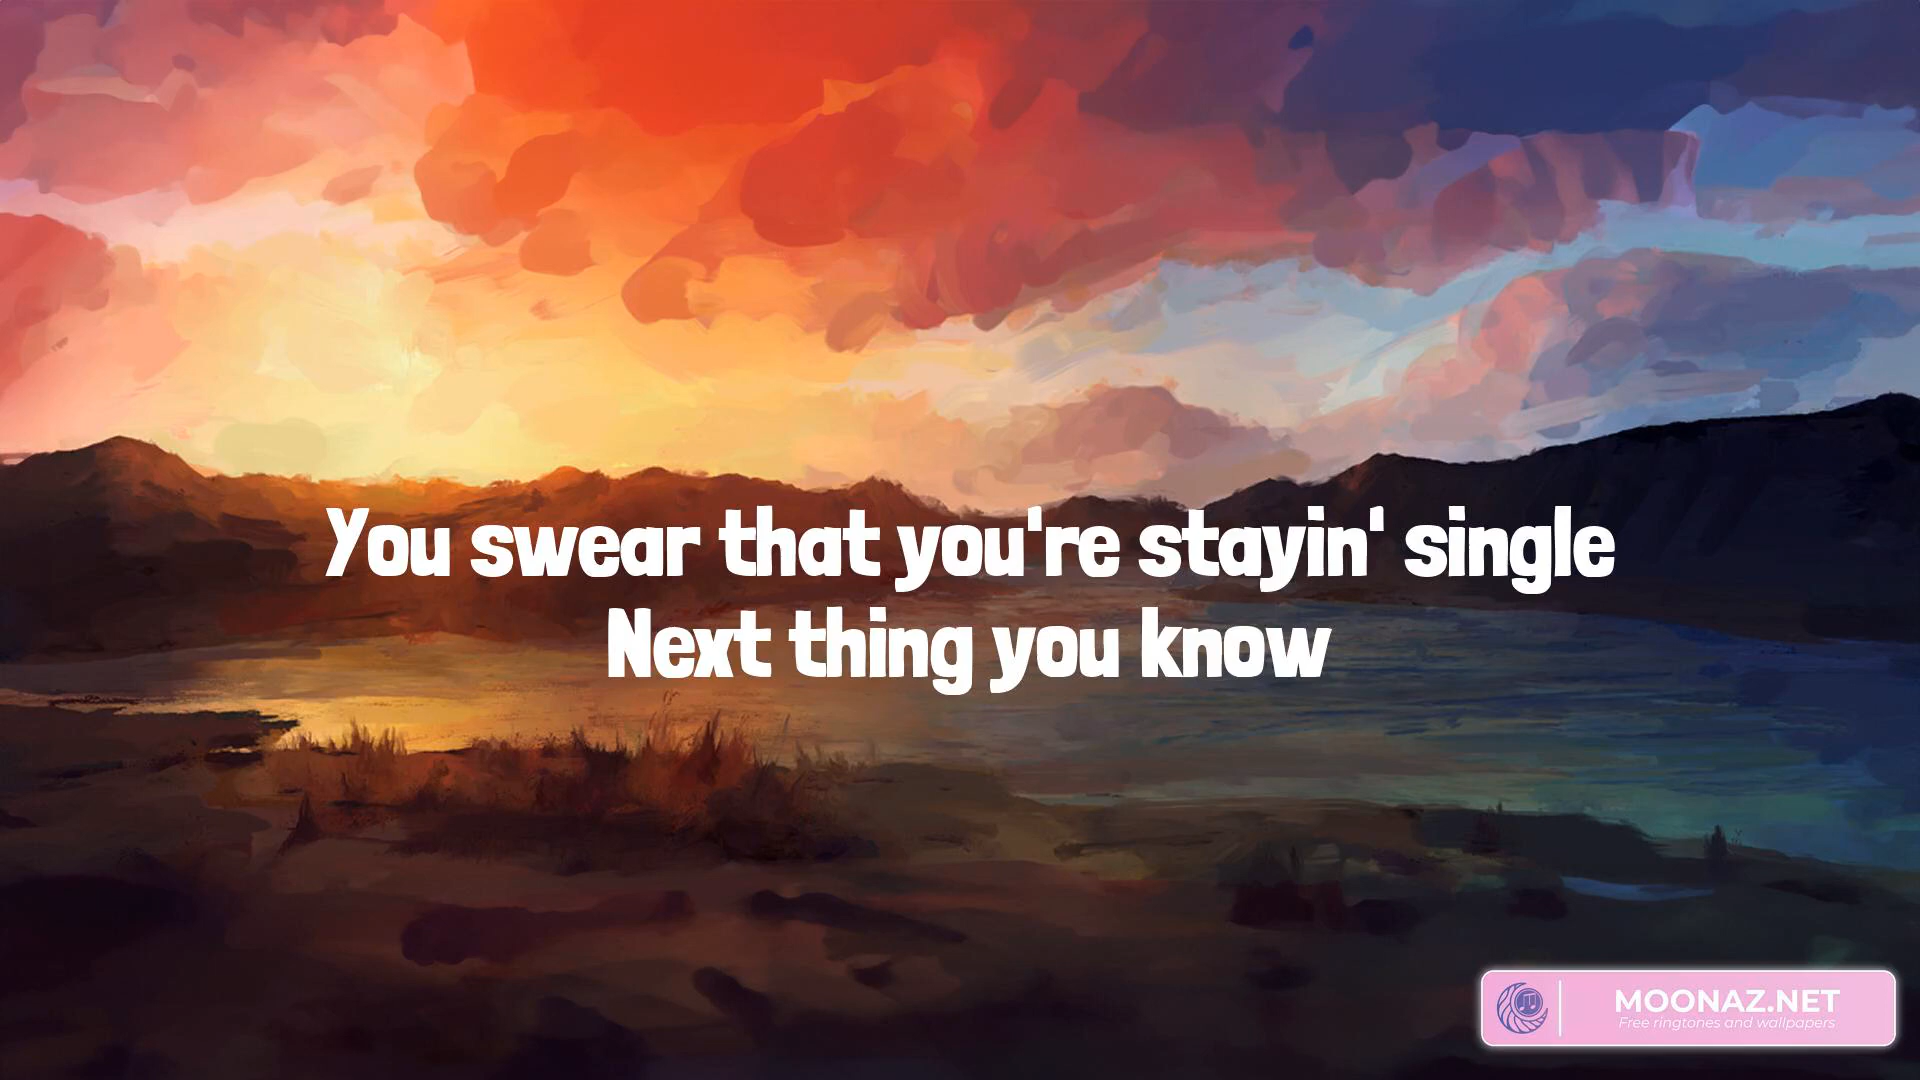 You swear that you're stayin' single
Next thing you know
MOONAZ.NET
Free ringtones and wallpapers